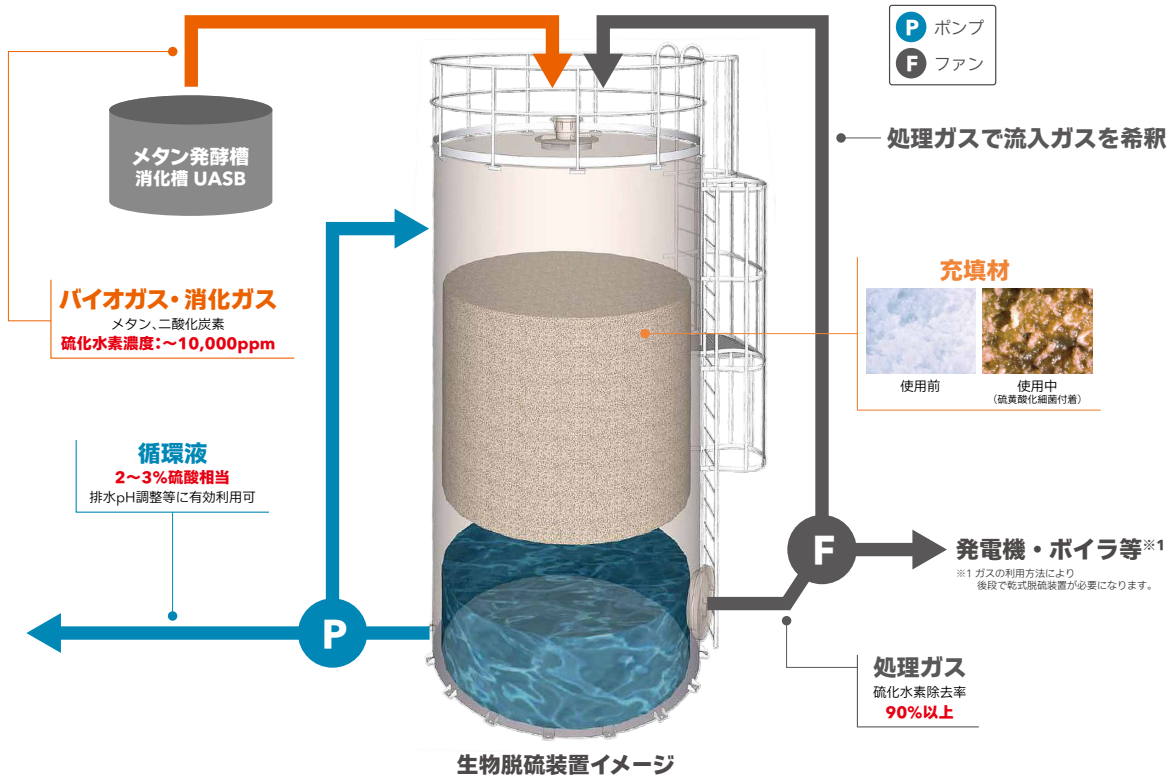 P ポンプ
F ファン
メタン発酵槽
消化槽 UASB
処理ガスで流入ガスを希釈
バイオガス・消化ガス
メタン、二酸化炭素
硫化水素濃度:～10,000ppm
充填材
使用前
使用中
（硫黄酸化細菌付着）
循環液
2～3%硫酸相当
排水pH調整等に有効利用可
F
発電機・ボイラ等※1
※1 ガスの利用方法により
後段で乾式脱硫装置が必要になります。
P
処理ガス
硫化水素除去率
90%以上
生物脱硫装置イメージ